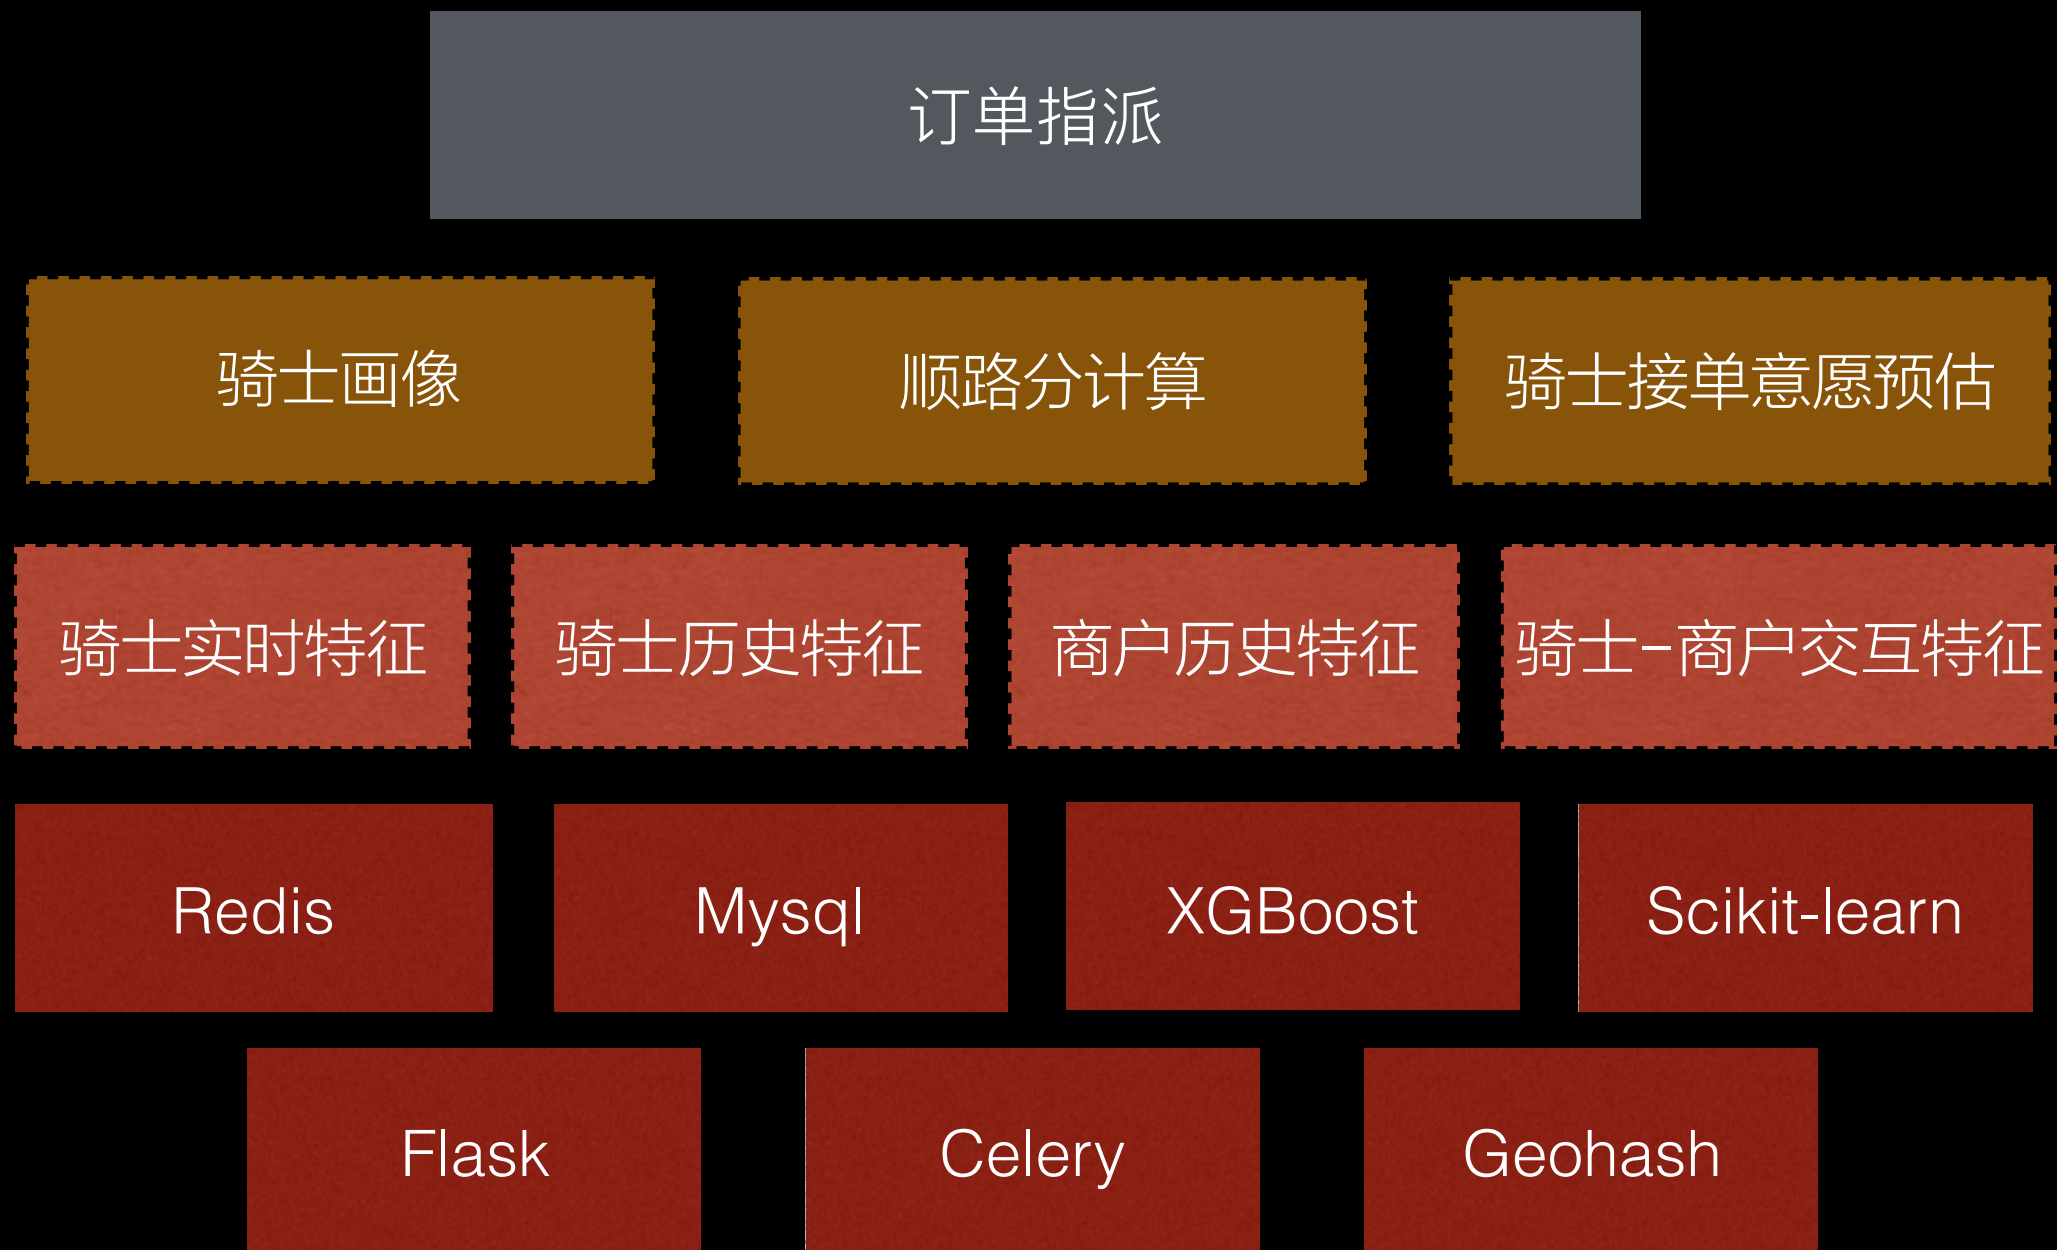 订单指派
骑士画像
顺路分计算
骑士接单意愿预估
骑士实时特征
骑士历史特征
商户历史特征
骑士-商户交互特征
Redis
Mysql
XGBoost
Scikit-learn
Flask
Celery
Geohash